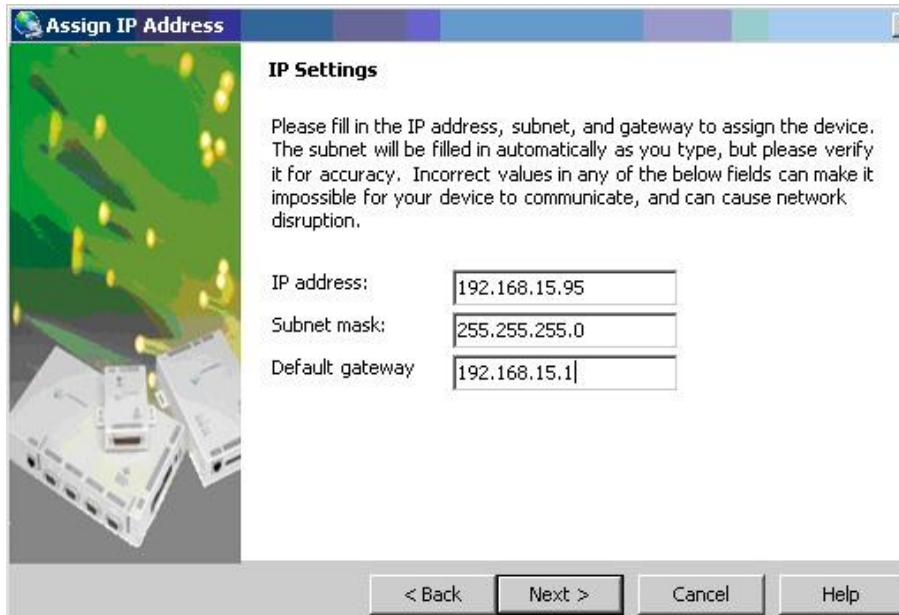 Assign IP Address
IP Settings
Please fill in the IP address, subnet, and gateway to assign the device.
The subnet will be filled in automatically as you type, but please verify
it for accuracy. Incorrect values in any of the below fields can make it
impossible for your device to communicate, and can cause network
disruption.
IP address: 192.168.15.95
Subnet mask: 255.255.255.0
Default gateway 192.168.15.1
< Back Next > Cancel Help